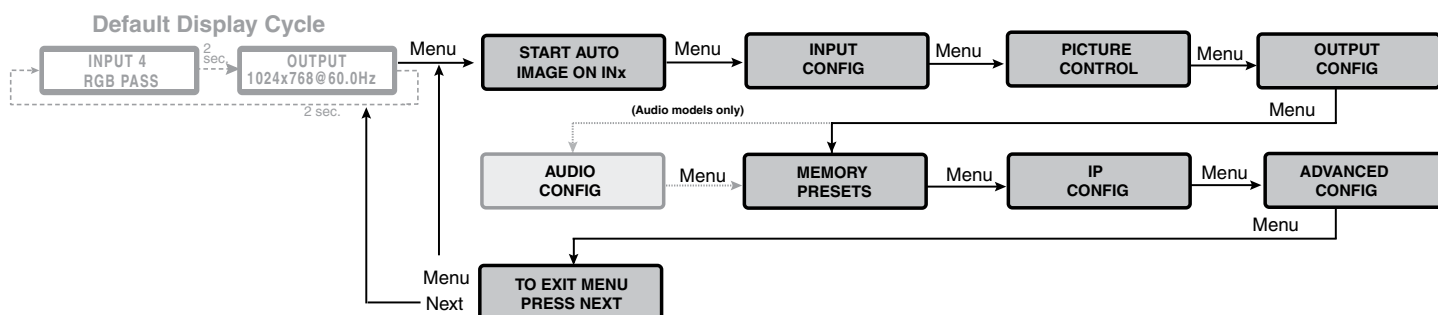 Default Display Cycle
INPUT 4
RGB PASS
2
sec.
OUTPUT
1024x768@60.0Hz
2 sec.
Menu
START AUTO
IMAGE ON INx
Menu
INPUT
CONFIG
Menu
PICTURE
CONTROL
Menu
OUTPUT
CONFIG
Menu
(Audio models only)
AUDIO
CONFIG
Menu
MEMORY
PRESETS
Menu
IP
CONFIG
Menu
ADVANCED
CONFIG
Menu
TO EXIT MENU
PRESS NEXT
Menu
Next